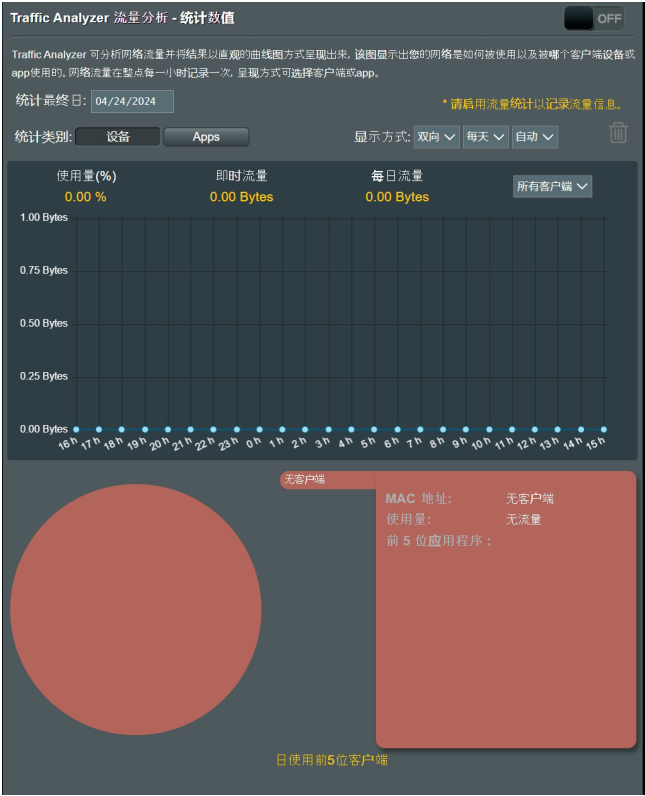 Traffic Analyzer 流量分析 - 统计数值
OFF
Traffic Analyzer 可分析网络流量并将结果以直观的曲线图方式呈现出来, 该图显示出您的网络是如何被使用以及被哪个客户端设备或
app使用的, 网络流量在整点每一小时记录一次, 呈现方式可选择客户端或app。
统计最终日: 04/24/2024
* 请启用流量统计以记录流量信息。
统计类别: 设备 Apps
显示方式: 双向 每天 自动
使用量(%) 即时流量 每日流量
0.00 % 0.00 Bytes 0.00 Bytes
所有客户端
1.00 Bytes
0.75 Bytes
0.50 Bytes
0.25 Bytes
0.00 Bytes
16 h 17 h 18 h 19 h 20 h 21 h 22 h 23 h 0 h 1 h 2 h 3 h 4 h 5 h 6 h 7 h 8 h 9 h 10 h 11 h 12 h 13 h 14 h 15 h
无客户端
MAC 地址: 无客户端
使用量: 无流量
前 5 位应用程序 :
日使用前5位客户端